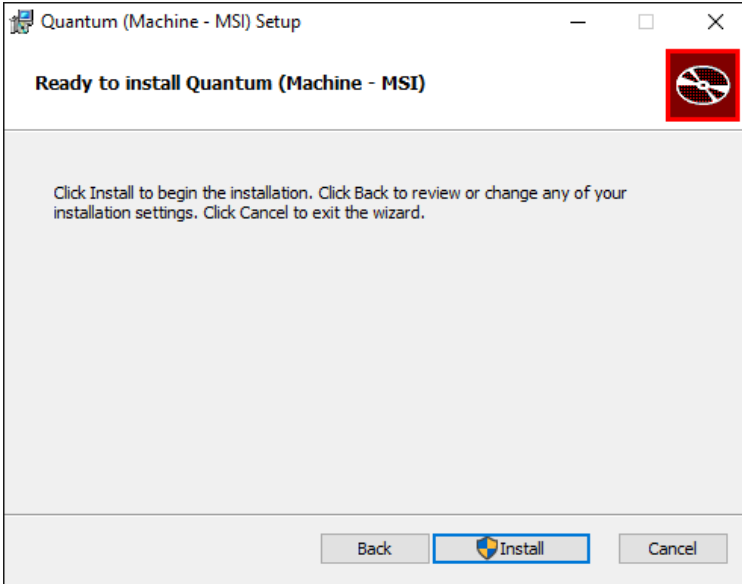 Quantum (Machine - MSI) Setup
Ready to install Quantum (Machine - MSI)
Click Install to begin the installation. Click Back to review or change any of your
installation settings. Click Cancel to exit the wizard.
Back Install Cancel